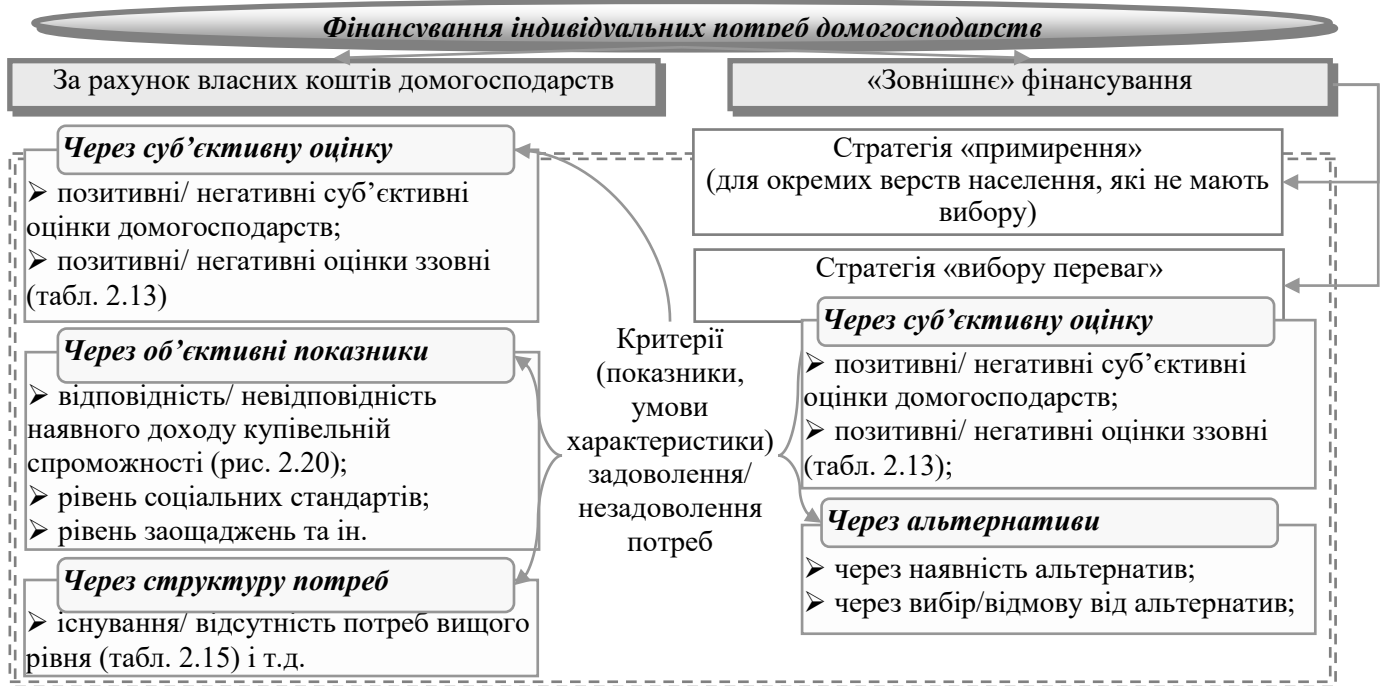 Фінансування індивідуальних потреб домогосподарств
За рахунок власних коштів домогосподарств
«Зовнішнє» фінансування
Через суб’єктивну оцінку
➢ позитивні/ негативні суб’єктивні
оцінки домогосподарств;
➢ позитивні/ негативні оцінки ззовні
(табл. 2.13)
Через об’єктивні показники
➢ відповідність/ невідповідність
наявного доходу купівельній
спроможності (рис. 2.20);
➢ рівень соціальних стандартів;
➢ рівень заощаджень та ін.
Через структуру потреб
➢ існування/ відсутність потреб вищого
рівня (табл. 2.15) і т.д.
Критерії
(показники,
умови
характеристики)
задоволення/
незадоволення
потреб
Стратегія «примирення»
(для окремих верств населення, які не мають
вибору)
Стратегія «вибору переваг»
Через суб’єктивну оцінку
➢ позитивні/ негативні суб’єктивні
оцінки домогосподарств;
➢ позитивні/ негативні оцінки ззовні
(табл. 2.13);
Через альтернативи
➢ через наявність альтернатив;
➢ через вибір/відмову від альтернатив;